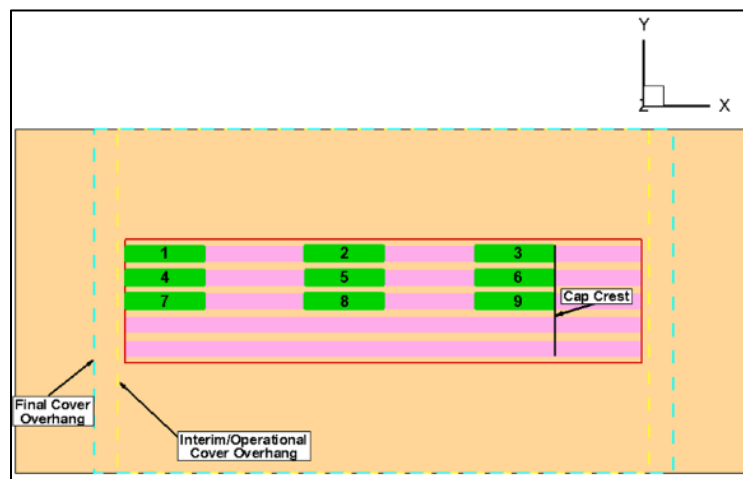 Y
Z
X
1
2
3
4
5
6
7
8
9
Cap Crest
Final Cover
Overhang
Interim/Operational
Cover Overhang